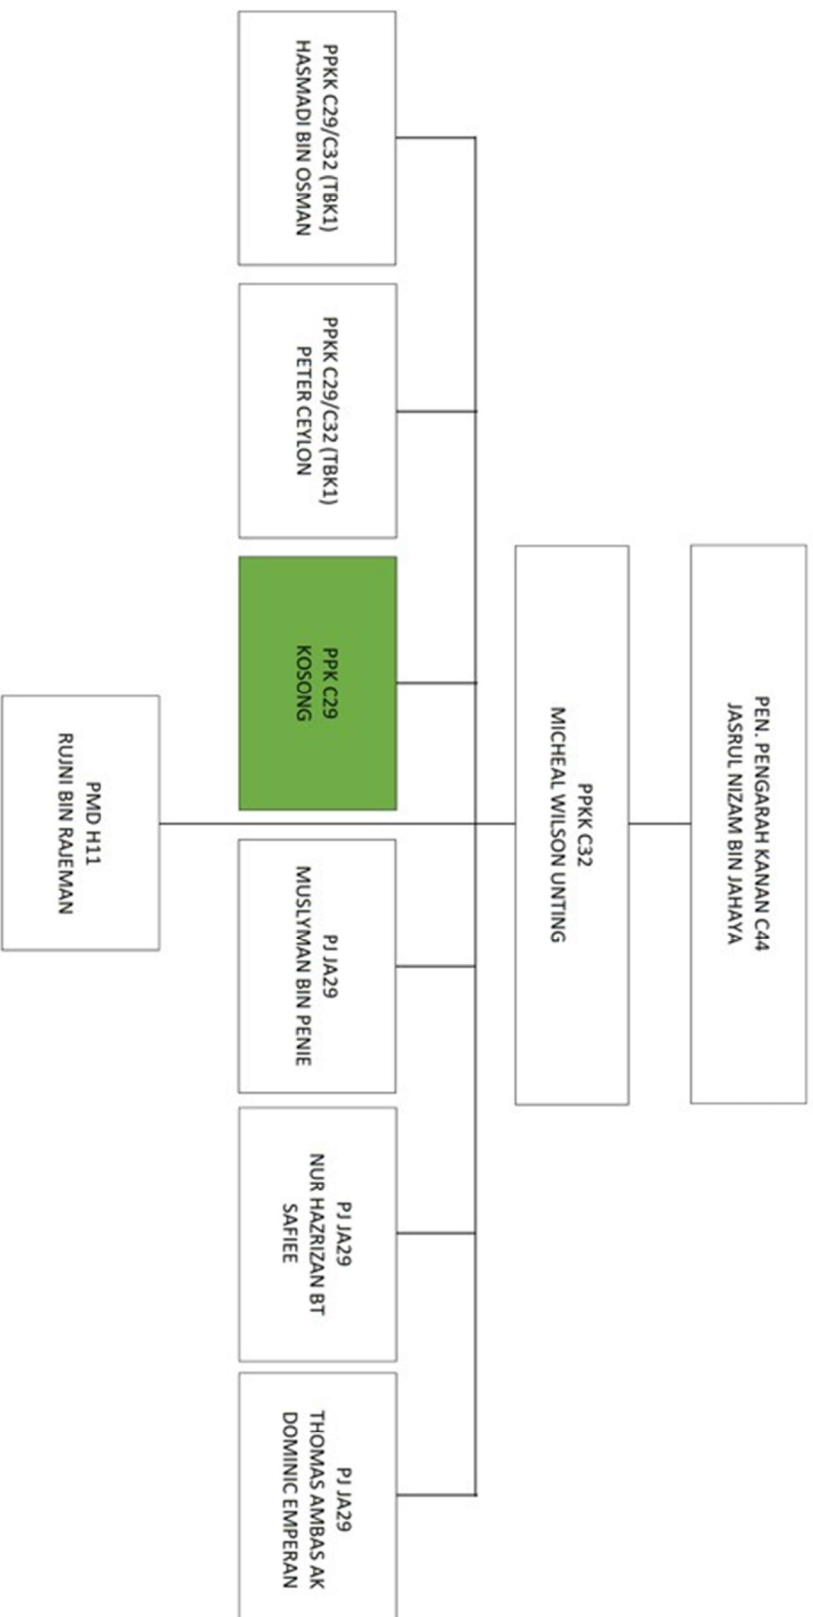 PEN. PENGARAH KANAN C44
JASRUL NIZAM BIN JAHAYA
PPKK C32
MICHEAL WILSON UNTING
PPKK C29/C32 (TBK1)
HASMADI BIN OSMAN
PPKK C29/C32 (TBK1)
PETER CEYLON
PPK C29
KOSONG
PJ JA29
MUSLYMAN BIN PENIE
PJ JA29
NUR HAZRIZAN BT
SAFIEE
PJ JA29
THOMAS AMBAS AK
DOMINIC EMPERAN
PMD H11
RUJNI BIN RAJEMAN